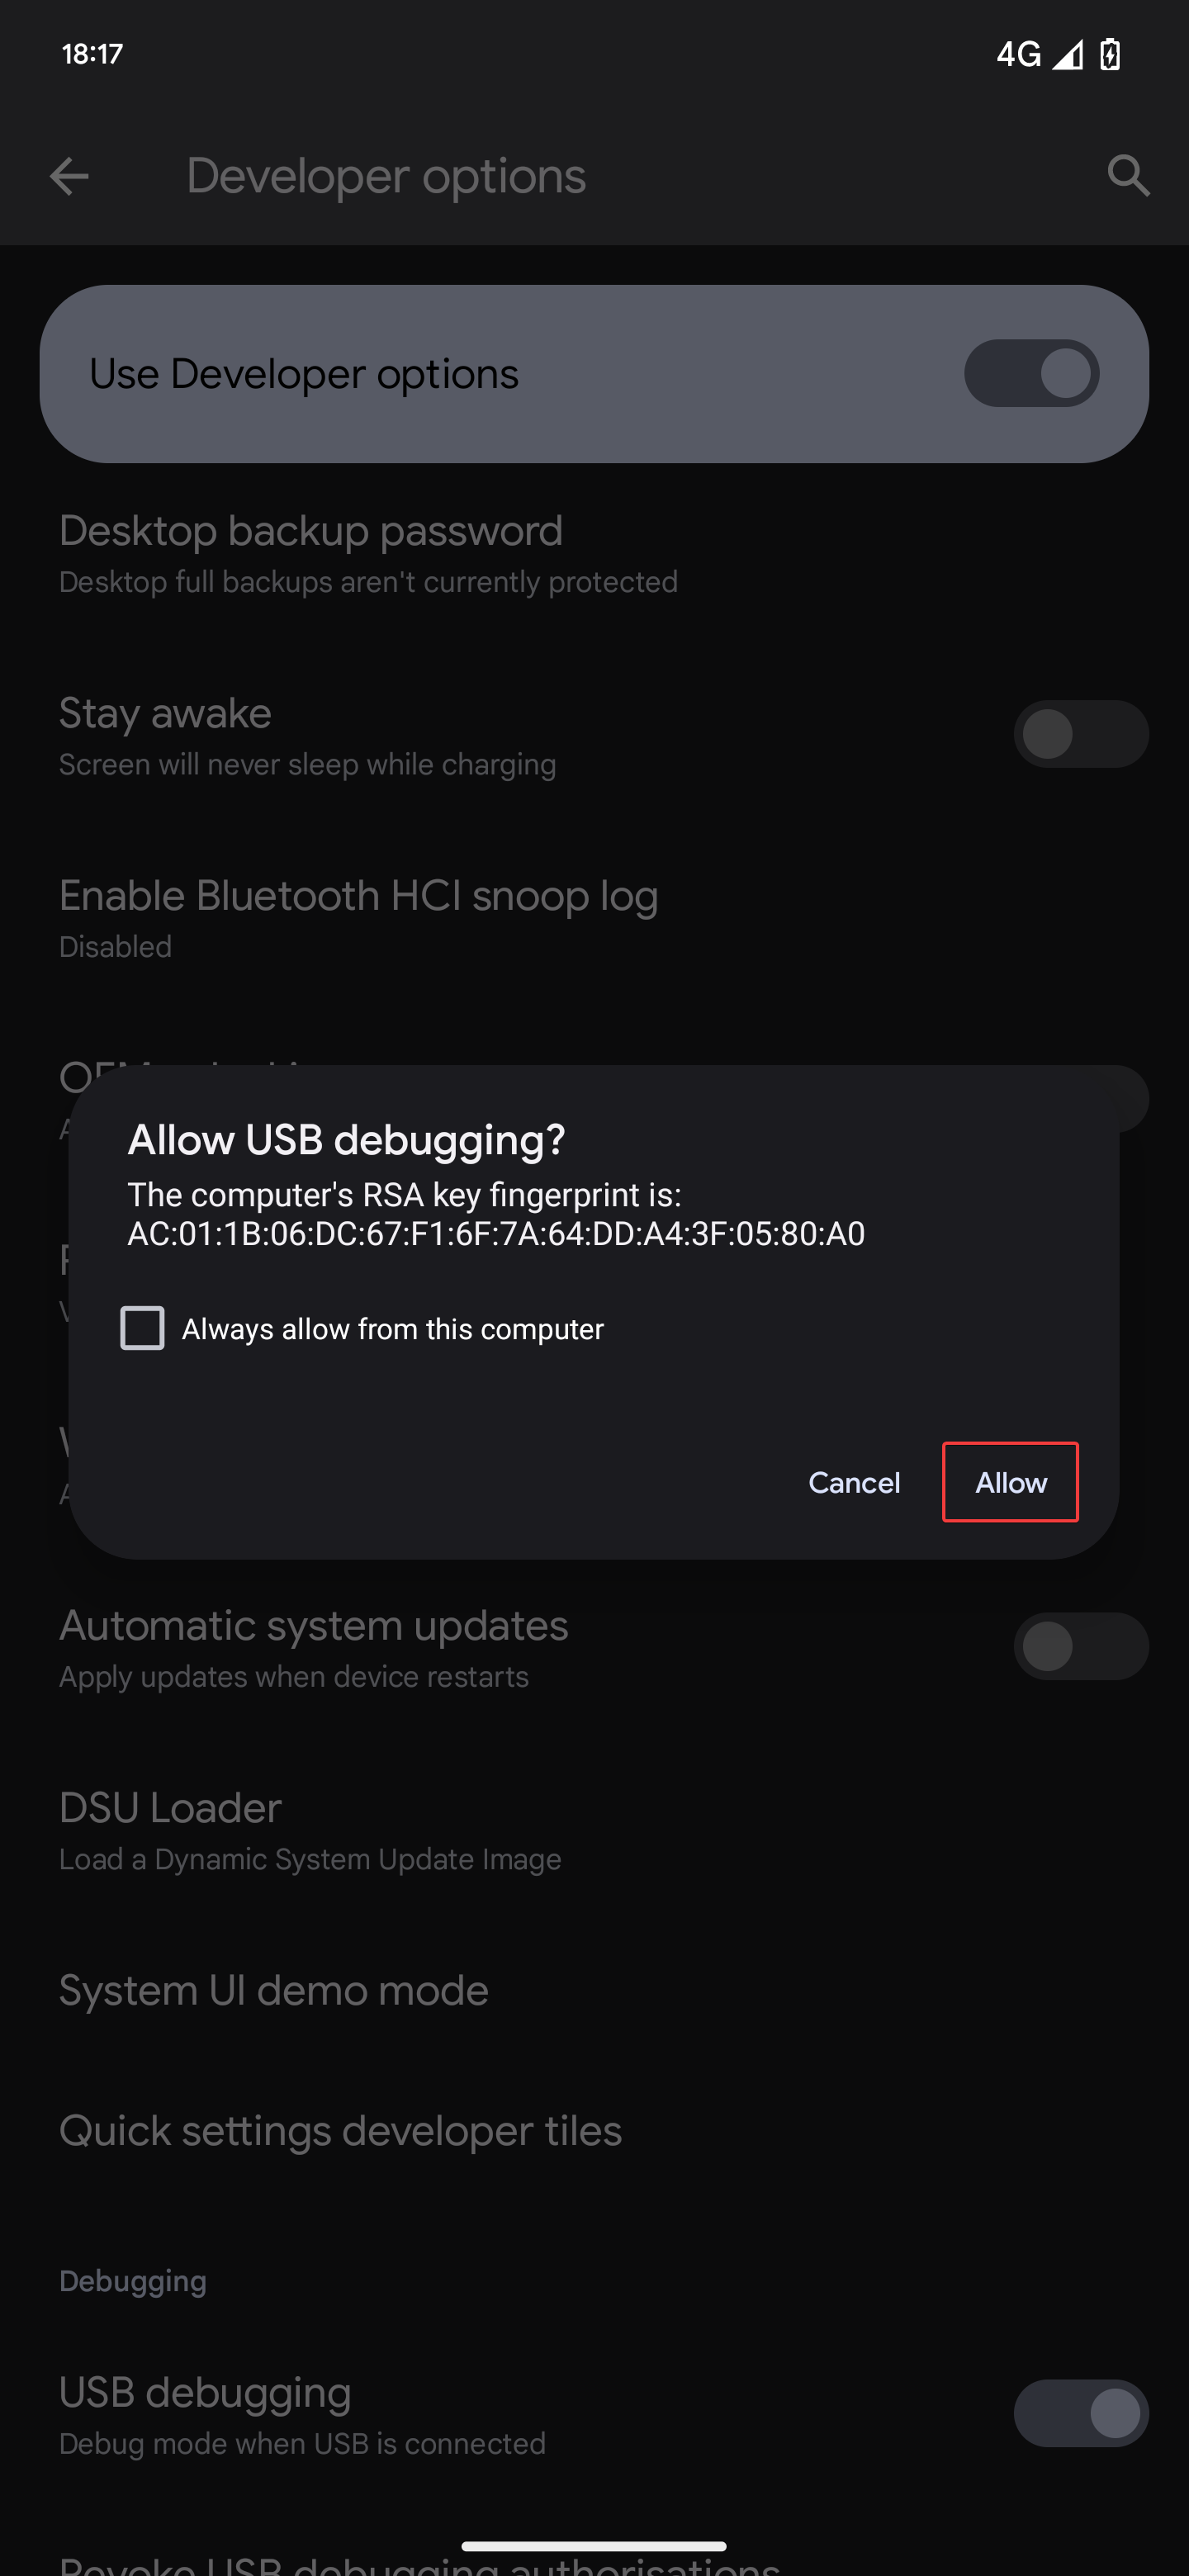 18:17
4G
Developer options
Use Developer options
Desktop backup password
Desktop full backups aren't currently protected
Stay awake
Screen will never sleep while charging
Enable Bluetooth HCI snoop log
Disabled
Allow USB debugging?
The computer's RSA key fingerprint is:
AC:01:1B:06:DC:67:F1:6F:7A:64:DD:A4:3F:05:80:A0
Always allow from this computer
Cancel
Allow
Automatic system updates
Apply updates when device restarts
DSU Loader
Load a Dynamic System Update Image
System UI demo mode
Quick settings developer tiles
Debugging
USB debugging
Debug mode when USB is connected
Revoke USB debugging authorisations